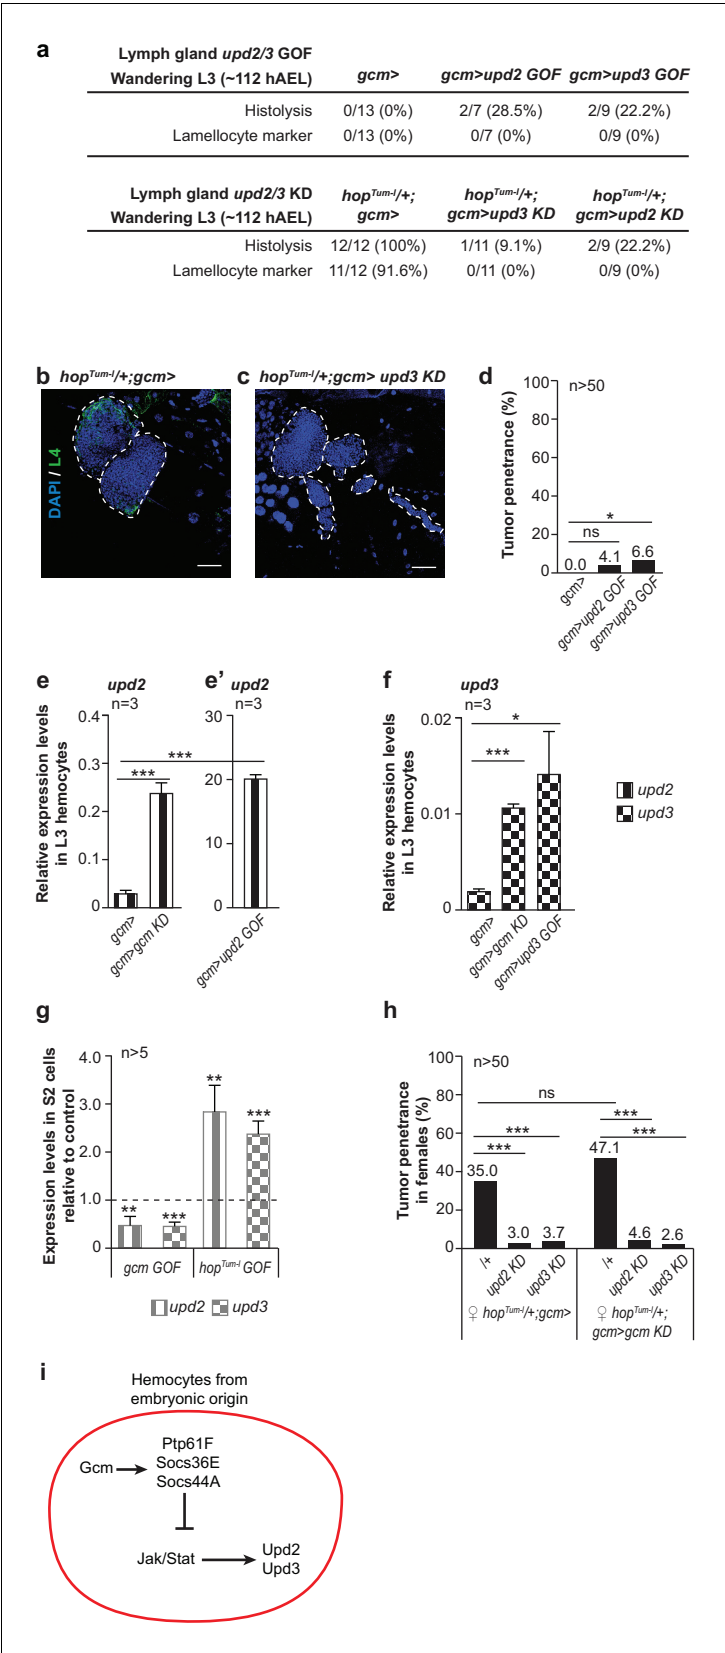 a
Lymph gland upd2/3 GOF
Wandering L3 (~112 hAEL) gcm> gcm>upd2 GOF gcm>upd3 GOF
Histolysis 0/13 (0%) 2/7 (28.5%) 2/9 (22.2%)
Lamellocyte marker 0/13 (0%) 0/7 (0%) 0/9 (0%)
Lymph gland upd2/3 KD hopTum-l/+; hopTum-l/+; hopTum-l/+;
Wandering L3 (~112 hAEL) gcm> gcm>upd3 KD gcm>upd2 KD
Histolysis 12/12 (100%) 1/11 (9.1%) 2/9 (22.2%)
Lamellocyte marker 11/12 (91.6%) 0/11 (0%) 0/9 (0%)
b hopTum-l/+;gcm>
DAPI / L4
c hopTum-l/+;gcm> upd3 KD
d
n>50
Tumor penetrance (%)
100
80
60
40
20
0
*
ns
0.0 4.1 6.6
gcm>
gcm>upd2 GOF
gcm>upd3 GOF
e upd2
n=3
Relative expression levels
in L3 hemocytes
0.4
0.3
0.2
0.1
0
***
***
gcm>
gcm>gcm KD
e' upd2
n=3
30
20
10
0
gcm>upd2 GOF
f upd3
n=3
Relative expression levels
in L3 hemocytes
0.02
0.01
0
*
***
gcm>
gcm>gcm KD
gcm>upd3 GOF
upd2
upd3
g
n>5
Expression levels in S2 cells
relative to control
4.0
3.0
2.0
1.0
0
** *** ** ***
gcm GOF hopTum-l GOF
upd2 upd3
h
n>50
Tumor penetrance
in females (%)
100
80
60
40
20
0
ns
***
***
***
***
35.0 3.0 3.7 47.1 4.6 2.6
/+
upd2 KD
upd3 KD
/+
upd2 KD
upd3 KD
♀ hopTum-l/+;gcm>
♀ hopTum-l/+;
gcm>gcm KD
i
Hemocytes from
embryonic origin
Ptp61F
Gcm Socs36E
Socs44A
Jak/Stat Upd2
Upd3